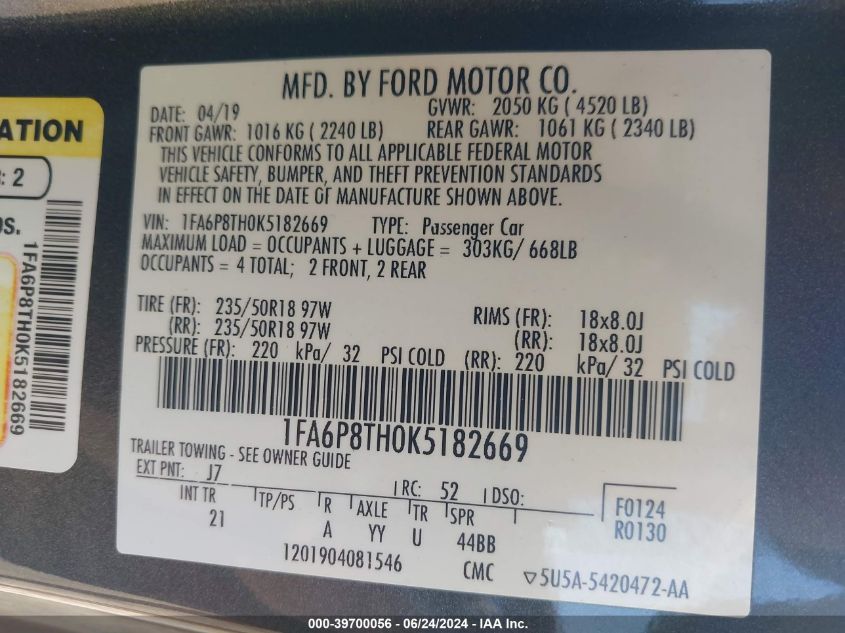 MFD. BY FORD MOTOR CO.
DATE: 04/19 GVWR: 2050 KG ( 4520 LB)
FRONT GAWR: 1016 KG ( 2240 LB) REAR GAWR: 1061 KG ( 2340 LB)
THIS VEHICLE CONFORMS TO ALL APPLICABLE FEDERAL MOTOR
VEHICLE SAFETY, BUMPER, AND THEFT PREVENTION STANDARDS
IN EFFECT ON THE DATE OF MANUFACTURE SHOWN ABOVE.
VIN: 1FA6P8TH0K5182669 TYPE: Passenger Car
MAXIMUM LOAD = OCCUPANTS + LUGGAGE = 303KG/ 668LB
OCCUPANTS = 4 TOTAL; 2 FRONT, 2 REAR
TIRE (FR): 235/50R18 97W RIMS (FR): 18x8.0J
(RR): 235/50R18 97W (RR): 18x8.0J
PRESSURE (FR): 220 kPa/ 32 PSI COLD (RR): 220 kPa/ 32 PSI COLD
1FA6P8TH0K5182669
TRAILER TOWING - SEE OWNER GUIDE
EXT PNT: J7 RC: 52 DSO:
INT TR TP/PS R AXLE TR SPR F0124
21 A YY U 44BB R0130
1201904081546 CMC ▽5U5A-5420472-AA
ATION
: 2
OS.
1FA6P8TH0K5182669
000-39700056 - 06/24/2024 - IAA Inc.